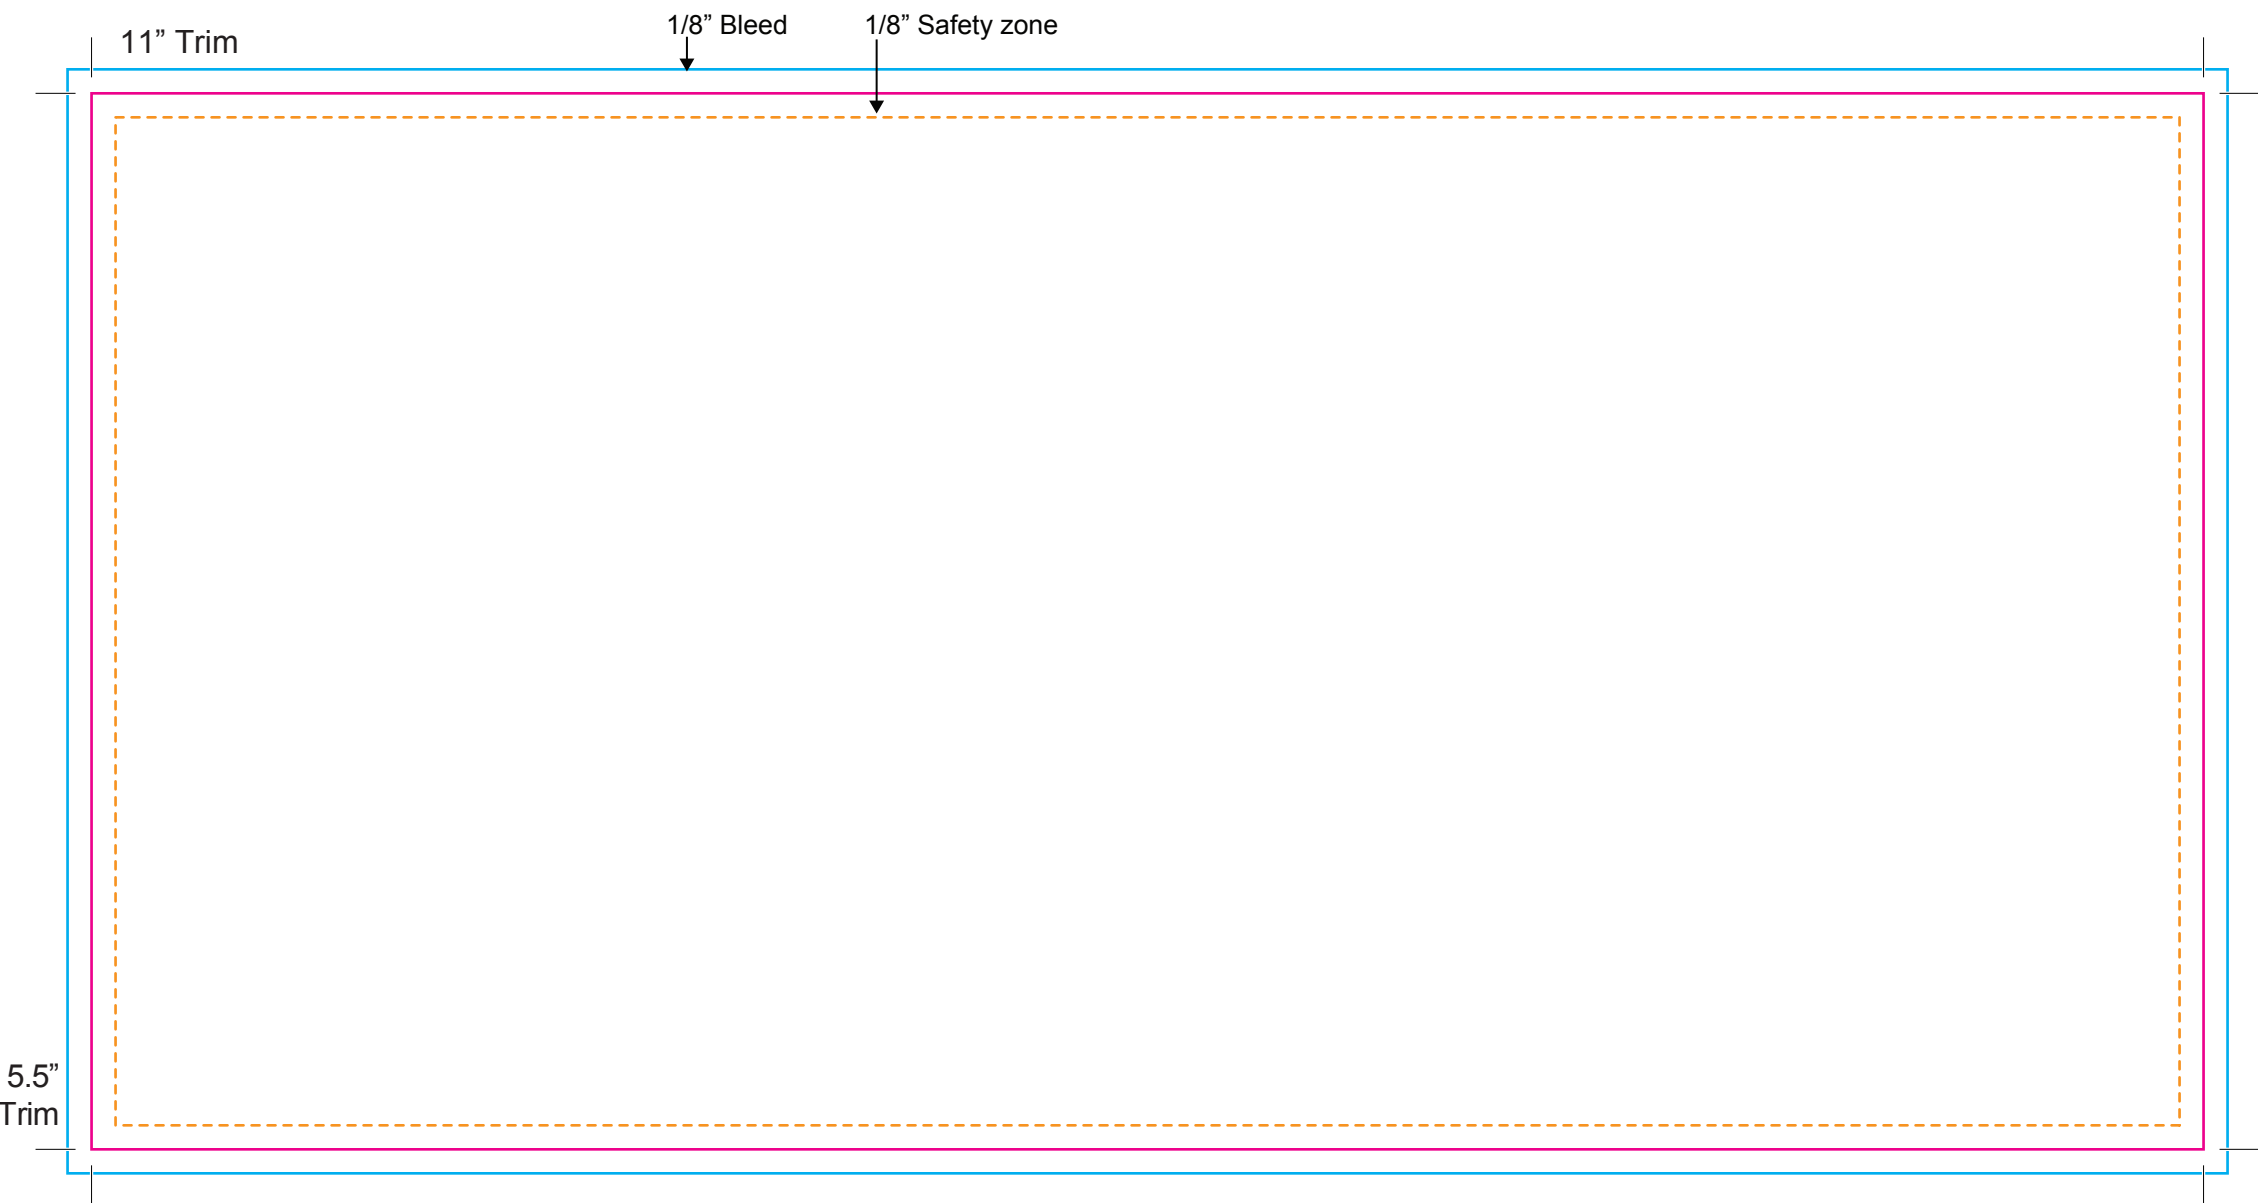 1/8” Bleed
1/8” Safety zone
11” Trim
5.5”
Trim